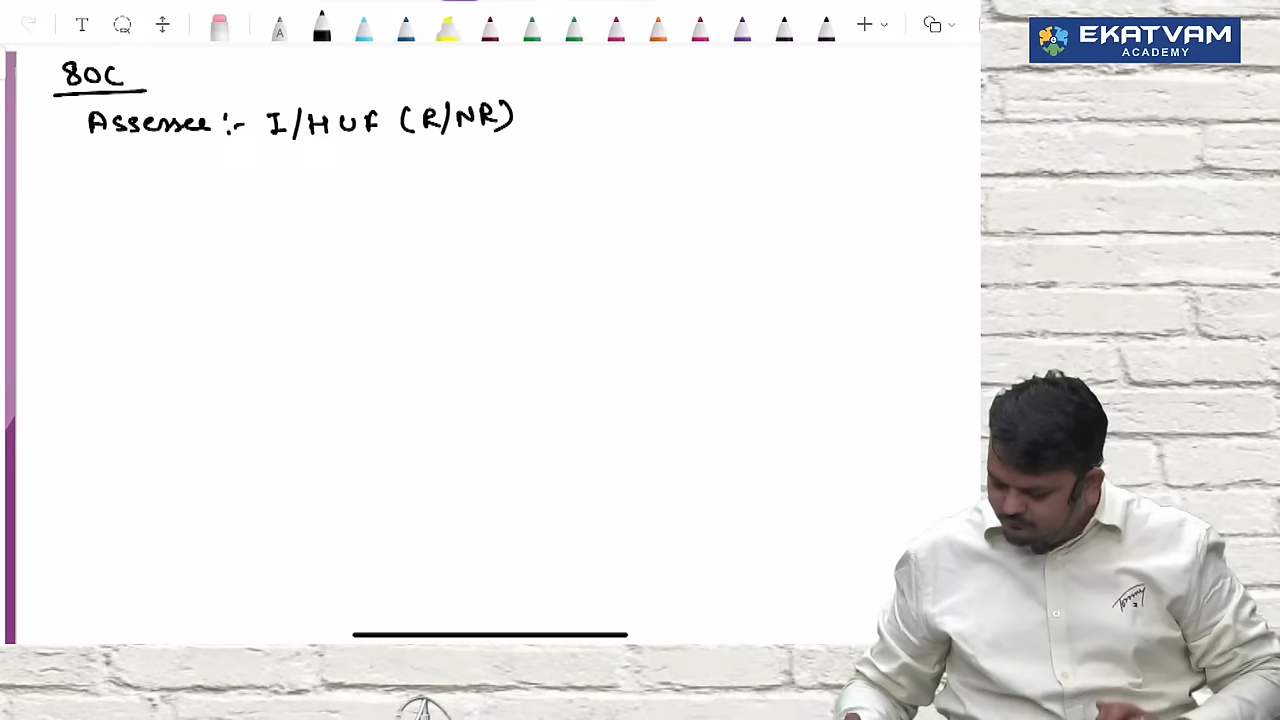 EKATVAM
ACADEMY
80C
Assessee :- I/HUF (R/NR)